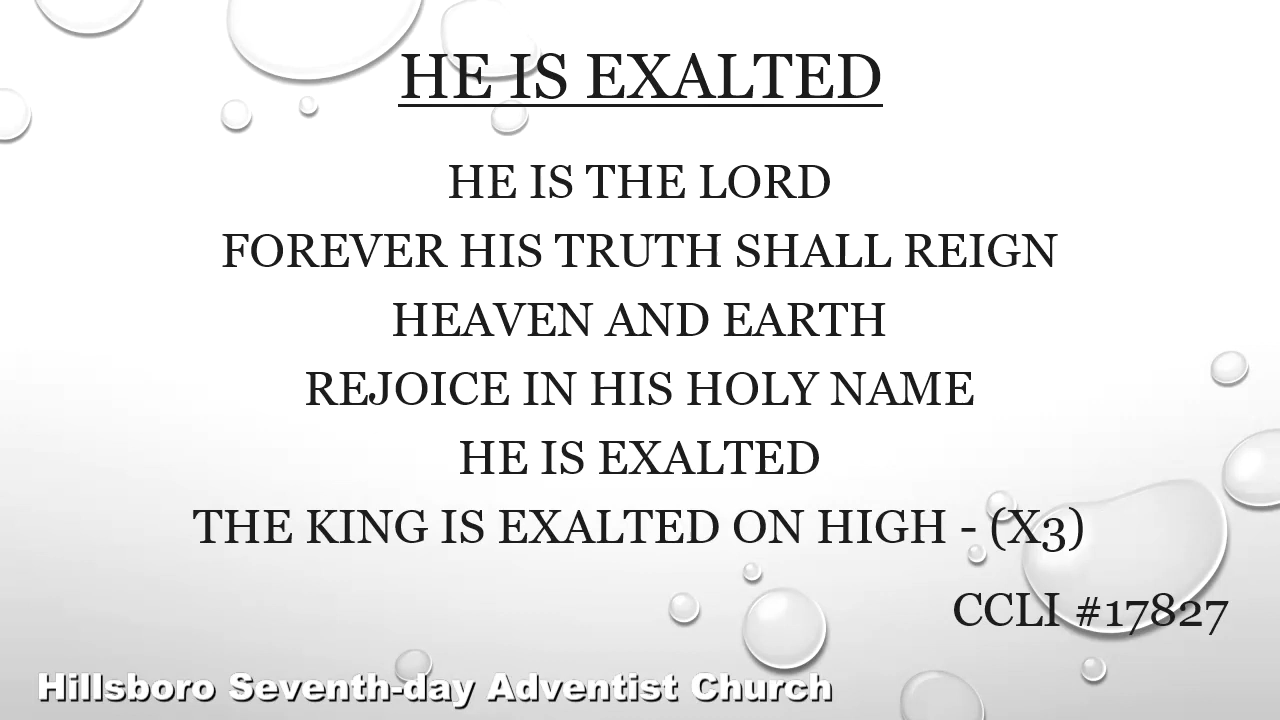 HE IS EXALTED
HE IS THE LORD
FOREVER HIS TRUTH SHALL REIGN
HEAVEN AND EARTH
REJOICE IN HIS HOLY NAME
HE IS EXALTED
THE KING IS EXALTED ON HIGH - (X3)
CCLI #17827
Hillsboro Seventh-day Adventist Church